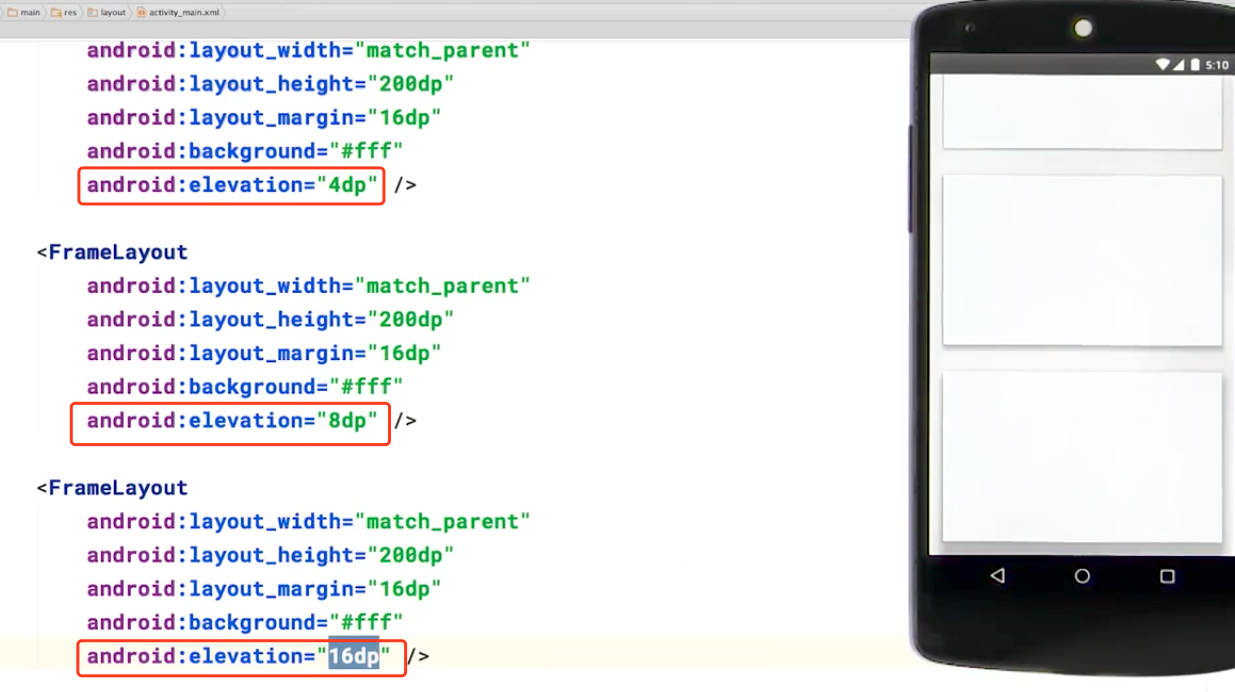 main res layout activity_main.xml
5:10
android:layout_width="match_parent"
android:layout_height="200dp"
android:layout_margin="16dp"
android:background="#fff"
android:elevation="4dp" />
<FrameLayout
android:layout_width="match_parent"
android:layout_height="200dp"
android:layout_margin="16dp"
android:background="#fff"
android:elevation="8dp" />
<FrameLayout
android:layout_width="match_parent"
android:layout_height="200dp"
android:layout_margin="16dp"
android:background="#fff"
android:elevation="16dp" />